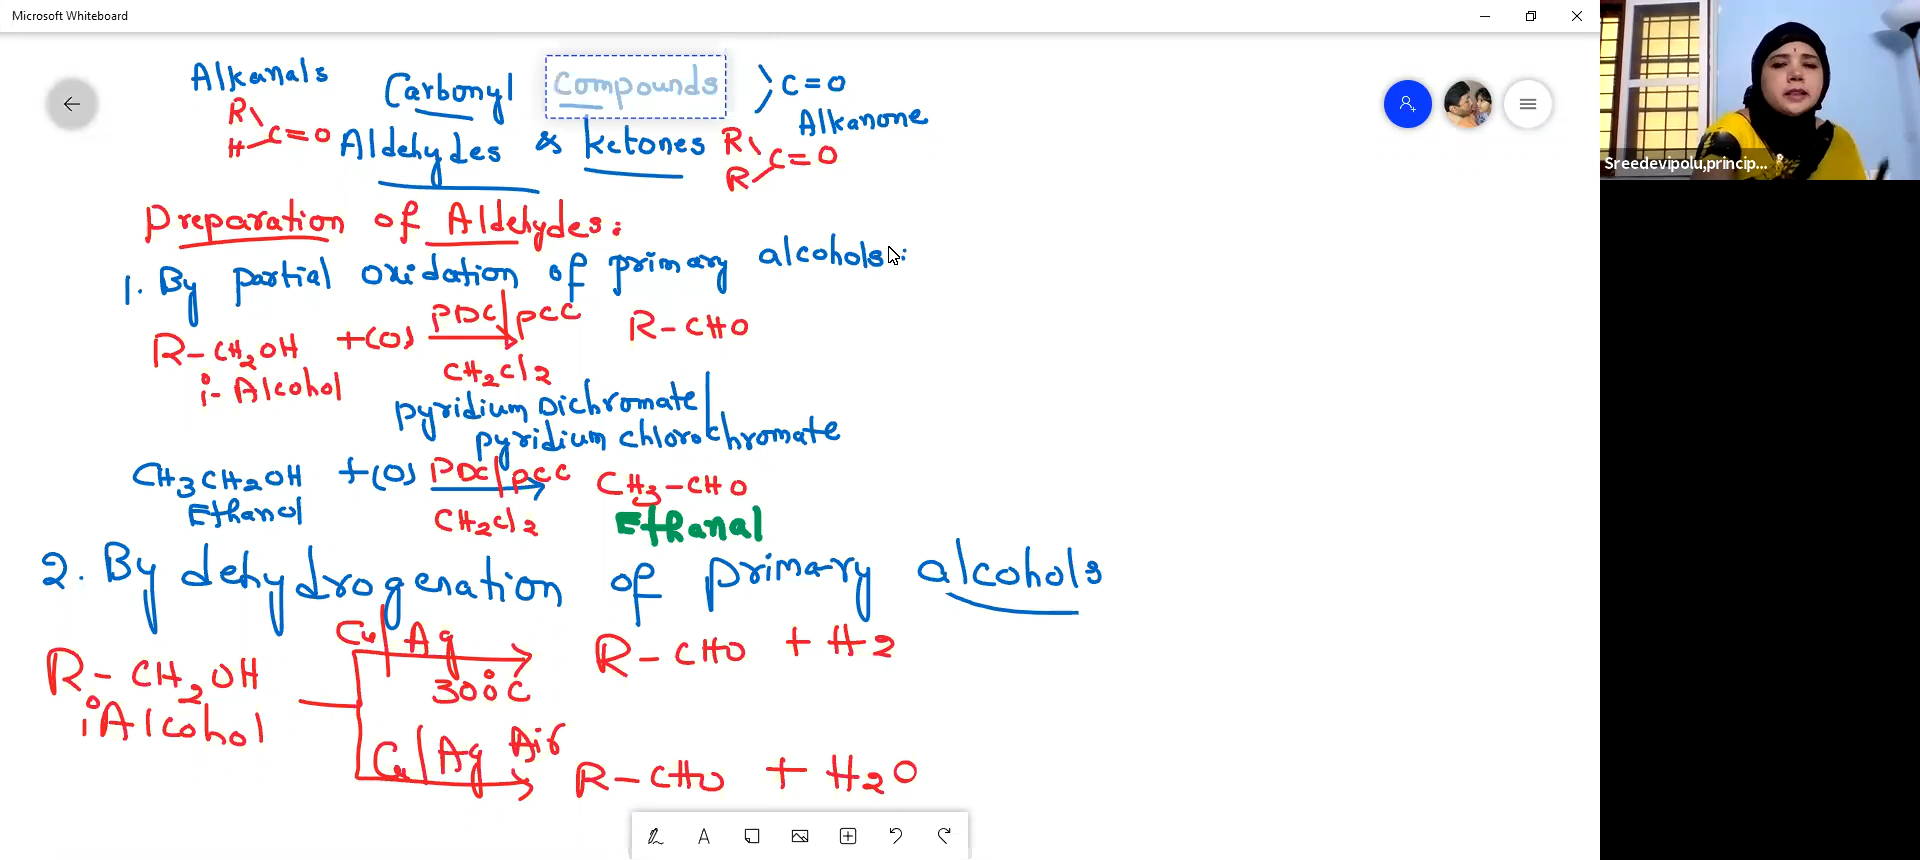 Microsoft Whiteboard
Alkanals Carbonyl Compounds C=O
R H C=O Aldehydes & ketones Alkanone
R R C=O
Preparation of Aldehydes:
1. By partial oxidation of primary alcohols:
R-CH2OH +(O) PDC/PCC R-CHO
1°- Alcohol CH2Cl2
pyridium Dichromate/
pyridium chlorochromate
CH3CH2OH +(O) PDC/PCC CH3-CHO
Ethanol CH2Cl2 Ethanal
2. By dehydrogenation of primary alcohols
Cu/Ag R-CHO + H2
R-CH2OH 300°C
1°Alcohol
Cu/Ag Air R-CHO + H2O
Sreedevipolu,princip...